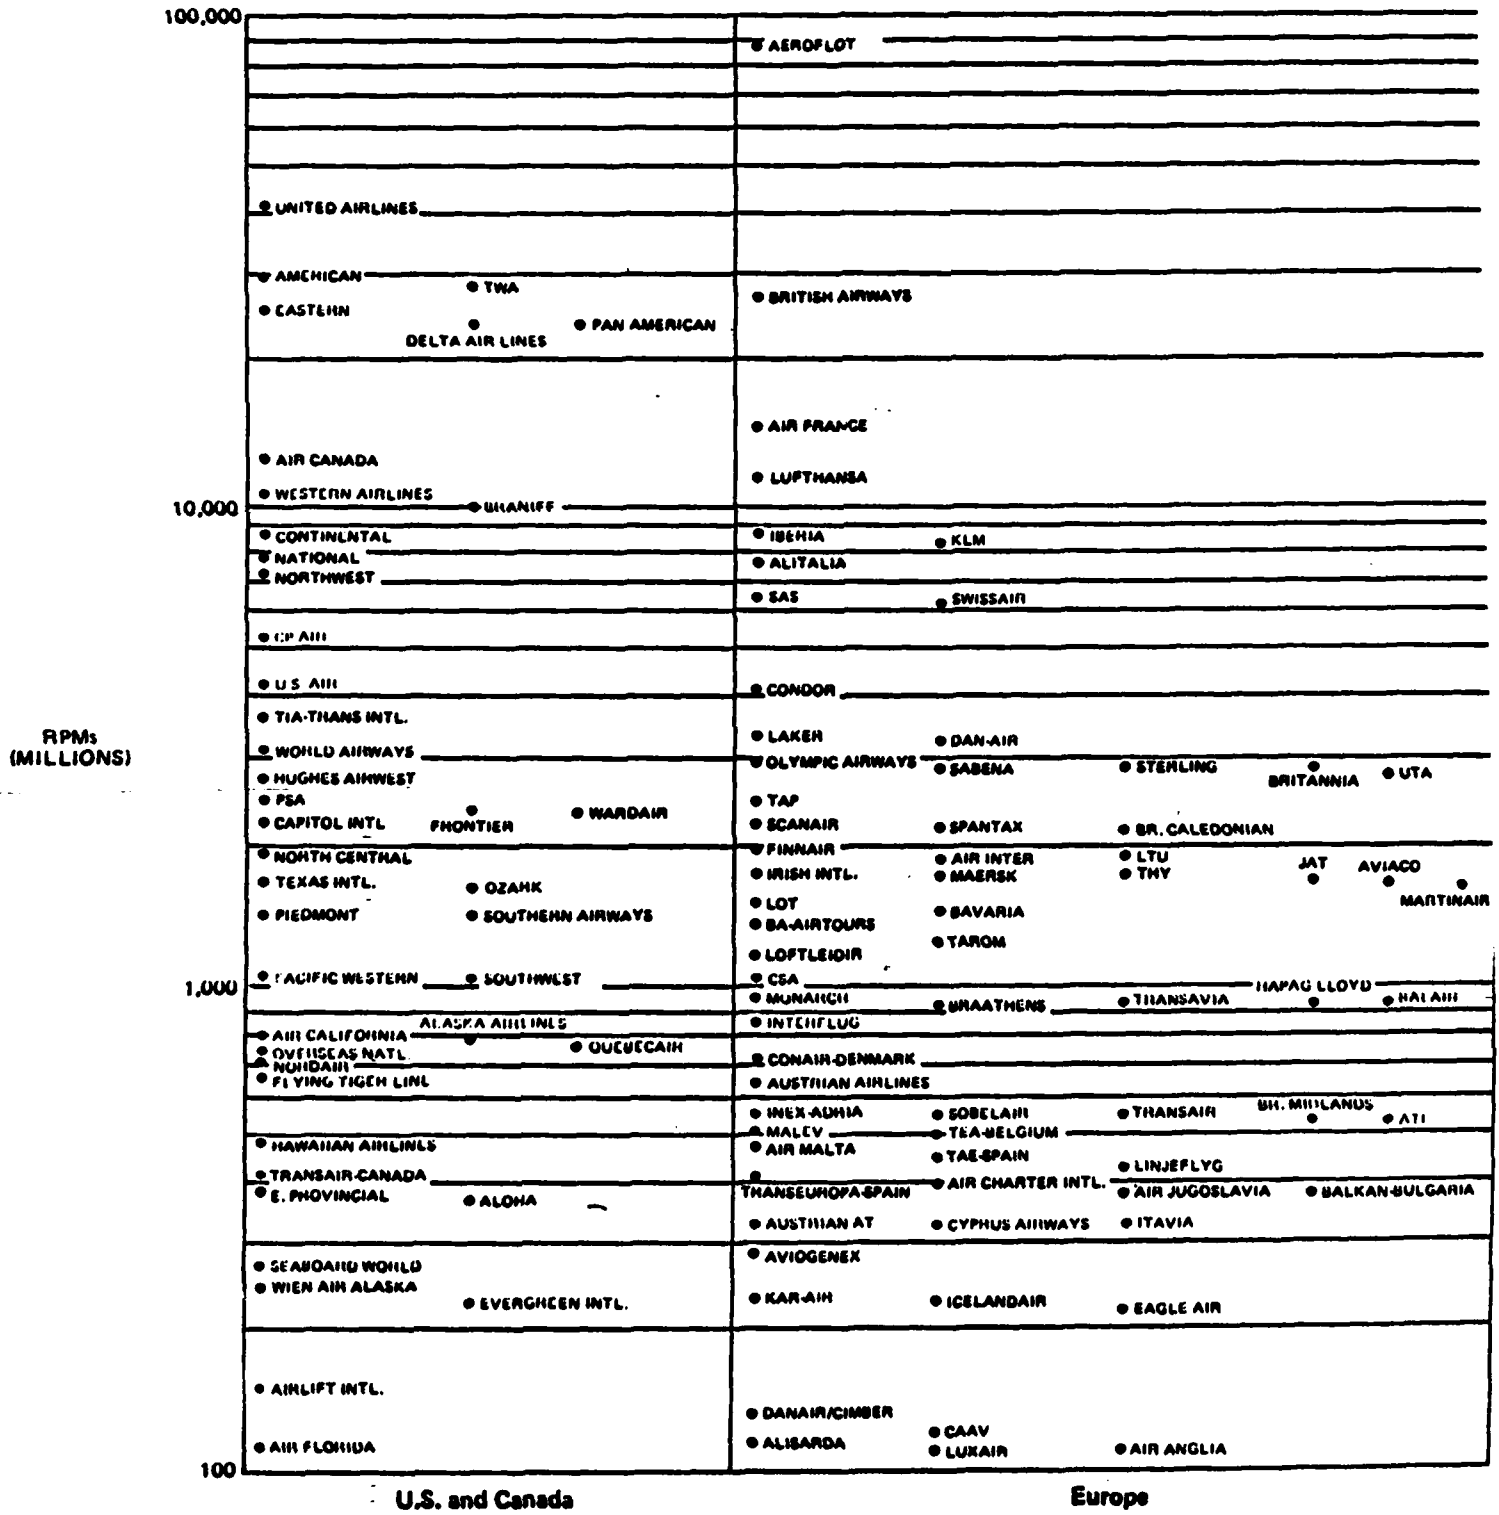 100,000
AEROFLOT
UNITED AIRLINES
AMERICAN
TWA
BRITISH AIRWAYS
EASTERN
PAN AMERICAN
DELTA AIR LINES
AIR FRANCE
AIR CANADA
LUFTHANSA
WESTERN AIRLINES
10,000
BRANIFF
CONTINENTAL
IBERIA
KLM
NATIONAL
ALITALIA
NORTHWEST
SAS
SWISSAIR
CP AIR
U S AIR
CONDOR
TIA-TRANS INTL.
RPMs
(MILLIONS)
LAKER
DAN-AIR
WORLD AIRWAYS
OLYMPIC AIRWAYS
SABENA
STERLING
BRITANNIA
UTA
HUGHES AIRWEST
PSA
TAP
FRONTIER
WARDAIR
CAPITOL INTL
SCANAIR
SPANTAX
BR. CALEDONIAN
NORTH CENTRAL
FINNAIR
AIR INTER
LTU
JAT
AVIACO
MARTINAIR
TEXAS INTL.
OZARK
IRISH INTL.
MAERSK
THY
PIEDMONT
SOUTHERN AIRWAYS
LOT
BAVARIA
BA-AIRTOURS
TAROM
LOFTLEIDIR
PACIFIC WESTERN
SOUTHWEST
CSA
1,000
HAPAG LLOYD
MONARCH
BRAATHENS
TRANSAVIA
BALAIR
ALASKA AIRLINES
INTERFLUG
AIR CALIFORNIA
QUEBECAIR
OVERSEAS NATL
NORDAIR
CONAIR-DENMARK
FLYING TIGER LINE
AUSTRIAN AIRLINES
INEX-ADRIA
SOBELAIR
TRANSAIR
BR. MIDLANDS
ATI
MALEV
TEA-BELGIUM
HAWAIIAN AIRLINES
AIR MALTA
TAE-SPAIN
LINJEFLYG
TRANSAIR-CANADA
TRANSEUROPA-SPAIN
AIR CHARTER INTL.
AIR JUGOSLAVIA
BALKAN-BULGARIA
E. PROVINCIAL
ALOHA
AUSTRIAN AT
CYPRUS AIRWAYS
ITAVIA
AVIOGENEX
SEABOARD WORLD
WIEN AIR ALASKA
EVERGREEN INTL.
KAR-AIR
ICELANDAIR
EAGLE AIR
AIRLIFT INTL.
DANAIR/CIMBER
CAAV
AIR FLORIDA
ALISARDA
LUXAIR
AIR ANGLIA
100
U.S. and Canada
Europe